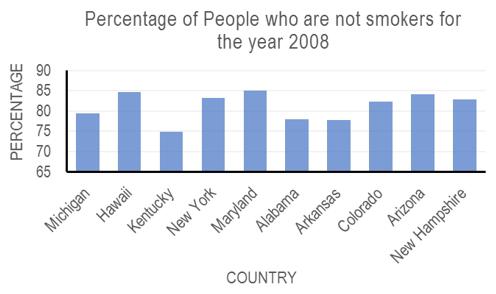 Percentage of People who are not smokers for
the year 2008
PERCENTAGE
90
85
80
75
70
65
Michigan
Hawaii
Kentucky
New York
Maryland
Alabama
Arkansas
Colorado
Arizona
New Hampshire
COUNTRY